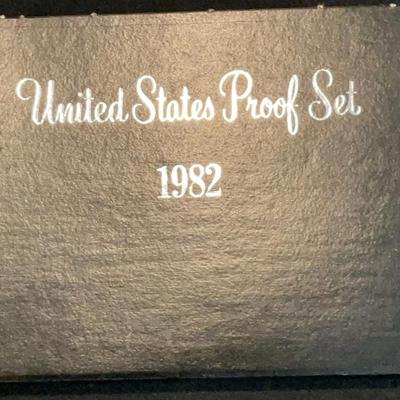 United States Proof Set
1982